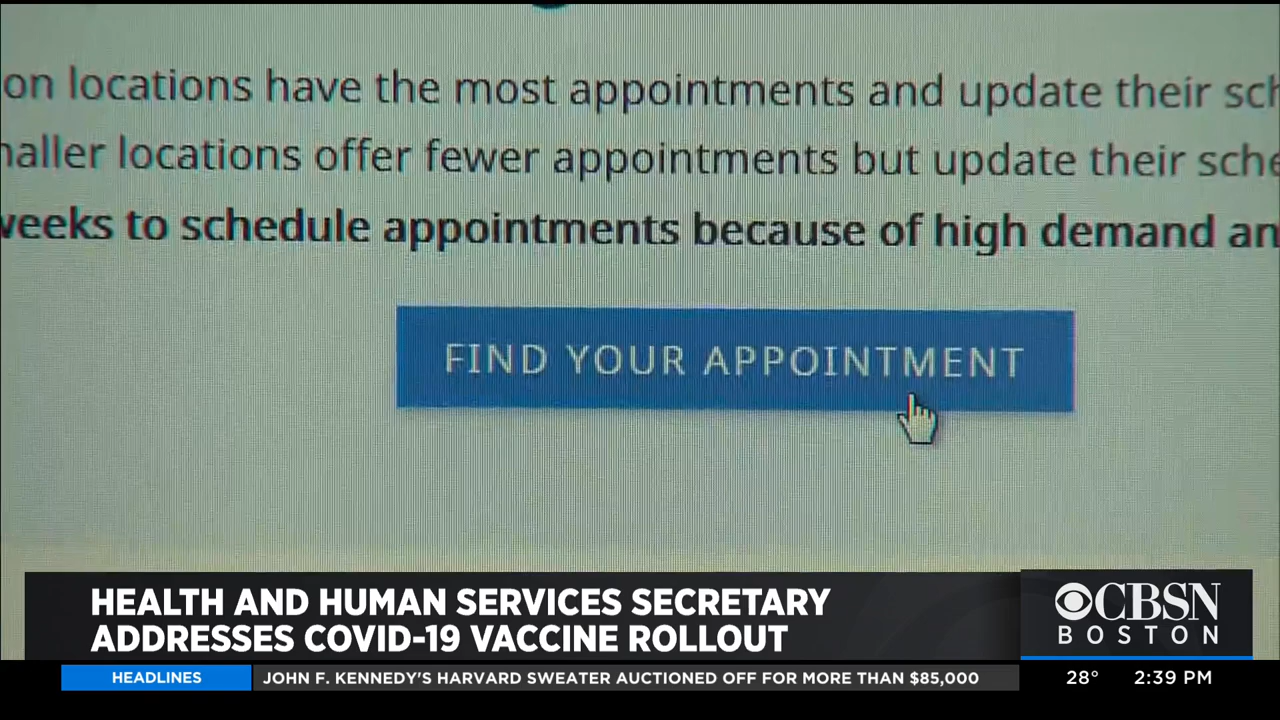 on locations have the most appointments and update their sch
naller locations offer fewer appointments but update their sche
weeks to schedule appointments because of high demand an
FIND YOUR APPOINTMENT
HEALTH AND HUMAN SERVICES SECRETARY
ADDRESSES COVID-19 VACCINE ROLLOUT
CBSN
BOSTON
HEADLINES JOHN F. KENNEDY'S HARVARD SWEATER AUCTIONED OFF FOR MORE THAN $85,000 28° 2:39 PM